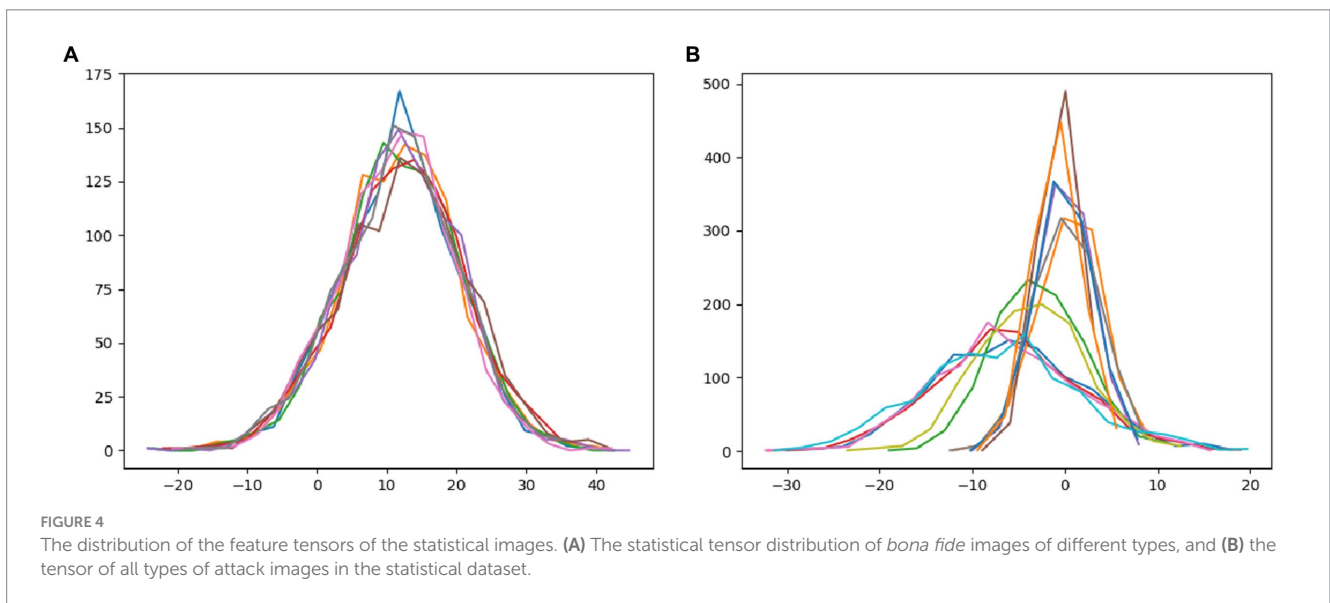 A
B
175
150
125
100
75
50
25
0
−20 −10 0 10 20 30 40
500
400
300
200
100
0
−30 −20 −10 0 10 20
FIGURE 4
The distribution of the feature tensors of the statistical images. (A) The statistical tensor distribution of bona fide images of different types, and (B) the
tensor of all types of attack images in the statistical dataset.